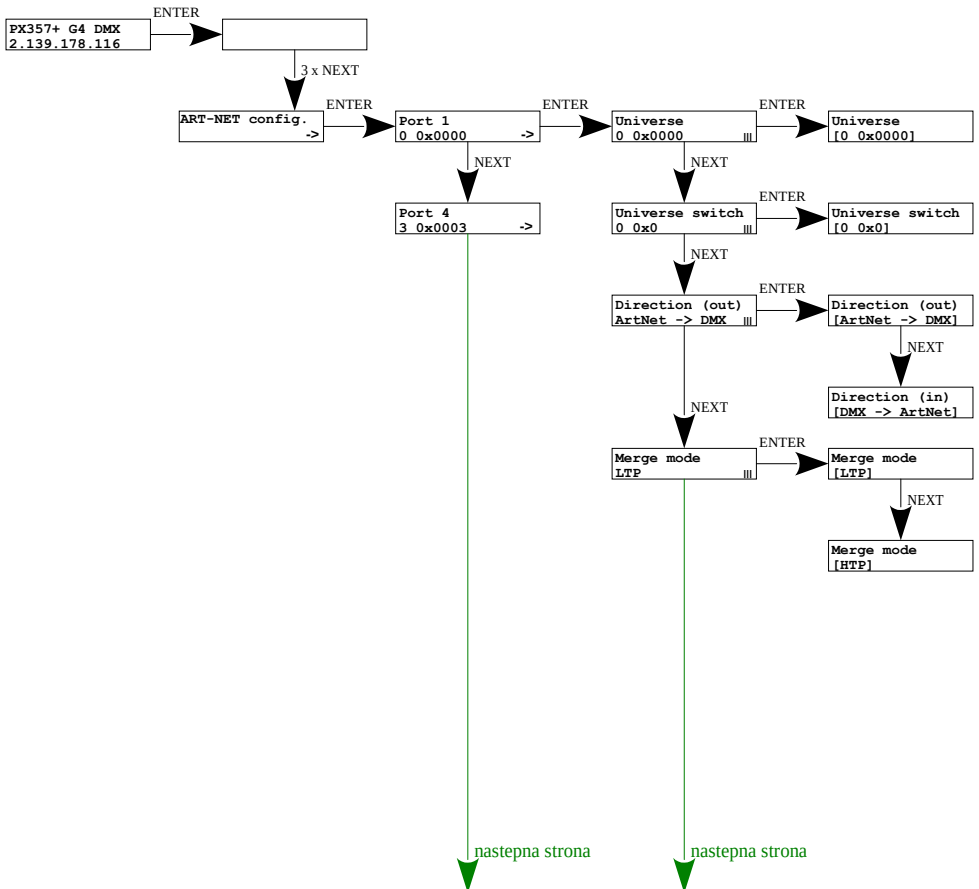 ENTER
PX357+ G4 DMX
2.139.178.116
3 x NEXT
ART-NET config.
->
ENTER
Port 1
0 0x0000 ->
ENTER
Universe
0 0x0000 |||
ENTER
Universe
[0 0x0000]
NEXT
NEXT
Port 4
3 0x0003 ->
Universe switch
0 0x0 |||
ENTER
Universe switch
[0 0x0]
NEXT
Direction (out)
ArtNet -> DMX |||
ENTER
Direction (out)
[ArtNet -> DMX]
NEXT
Direction (in)
[DMX -> ArtNet]
NEXT
Merge mode
LTP |||
ENTER
Merge mode
[LTP]
NEXT
Merge mode
[HTP]
nastepna strona
nastepna strona